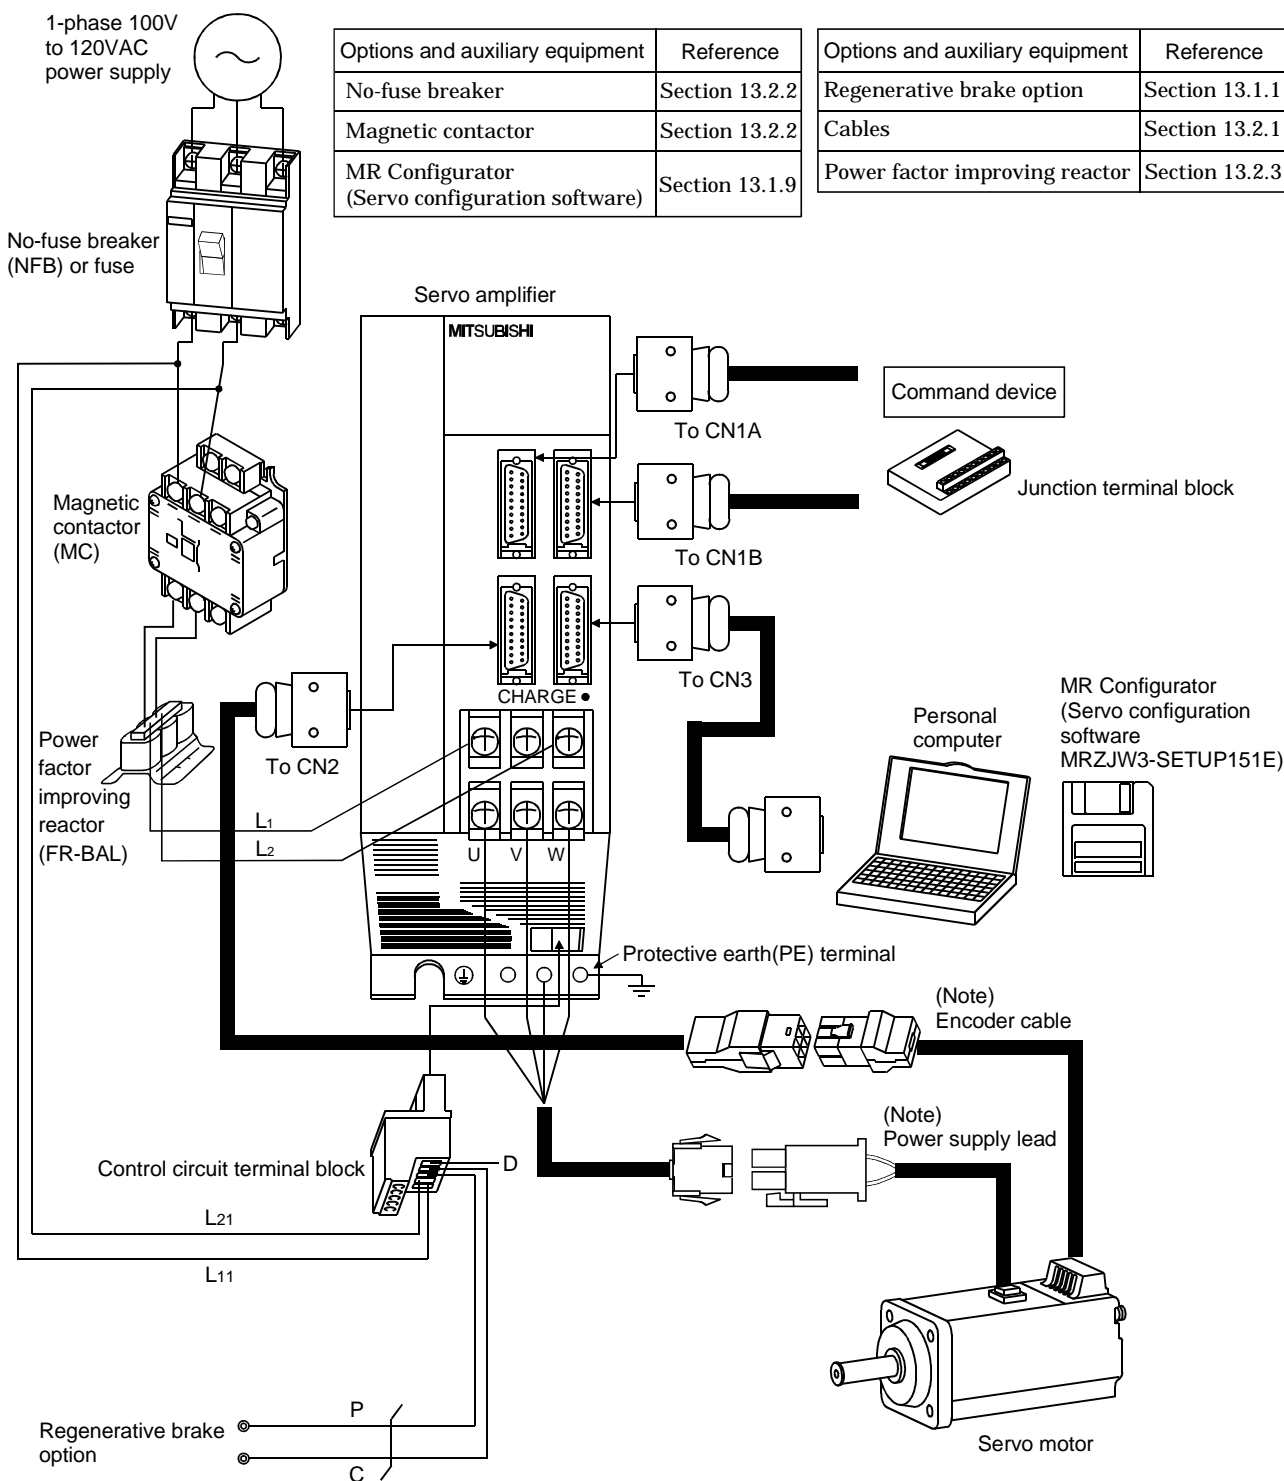 1-phase 100V
to 120VAC
power supply
Options and auxiliary equipment Reference
No-fuse breaker Section 13.2.2
Magnetic contactor Section 13.2.2
MR Configurator
(Servo configuration software) Section 13.1.9
Options and auxiliary equipment Reference
Regenerative brake option Section 13.1.1
Cables Section 13.2.1
Power factor improving reactor Section 13.2.3
No-fuse breaker
(NFB) or fuse
Servo amplifier
MITSUBISHI
Command device
To CN1A
Junction terminal block
Magnetic
contactor
(MC)
To CN1B
To CN3
CHARGE
MR Configurator
(Servo configuration
software
MRZJW3-SETUP151E)
Personal
computer
Power
factor
improving
reactor
(FR-BAL)
To CN2
L1
L2
U V W
Protective earth(PE) terminal
(Note)
Encoder cable
(Note)
Power supply lead
Control circuit terminal block
D
L21
L11
P
Regenerative brake
option
C
Servo motor